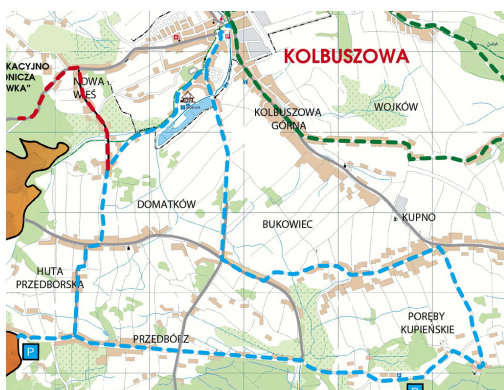 KOLBUSZOWA
KACYJNO
ONICZA
WKA"
NOWA
WIEŚ
WOJKÓW
KOLBUSZOWA
GÓRNA
DOMATKÓW
KUPNO
BUKOWIEC
HUTA
PRZEDBORSKA
PORĘBY
KUPIEŃSKIE
PRZEDBÓRZ
P
P